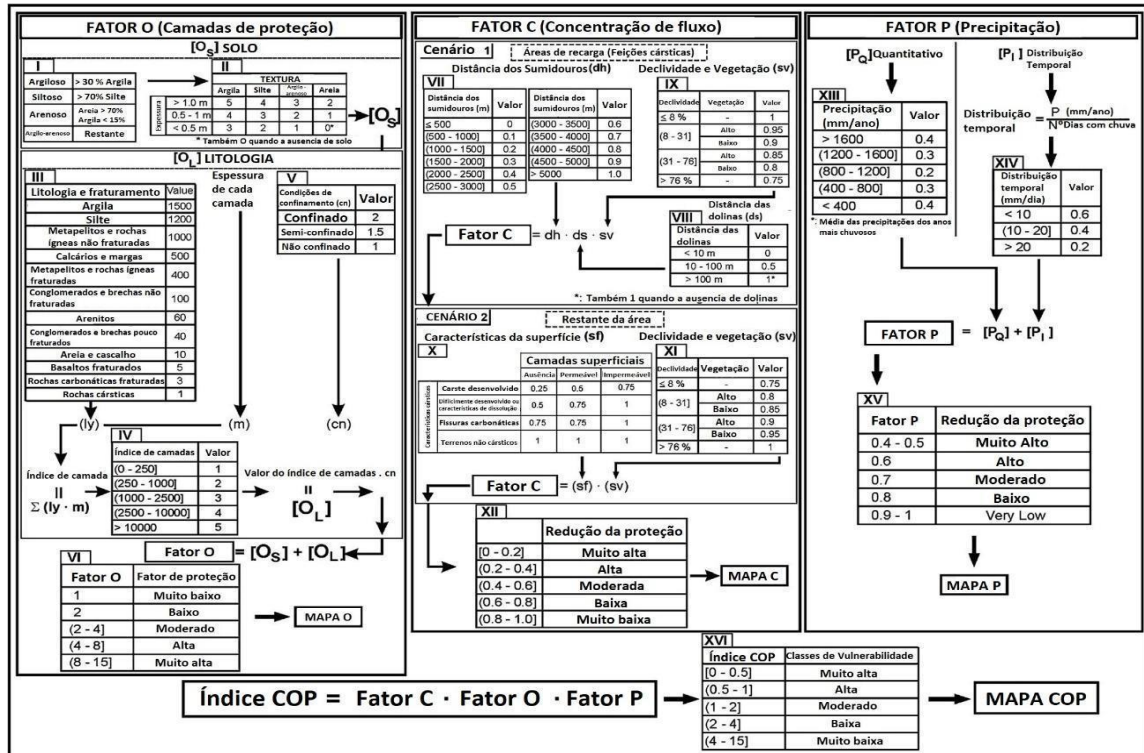 FATOR O (Camadas de proteção)
[Os] SOLO
I
Argiloso > 30 % Argila
Siltoso > 70% Silte
Arenoso Areia > 70% Argila < 15%
Argilo-arenoso Restante
II
TEXTURA
Argila Silte Argilo-arenoso Areia
Espessura
> 1.0 m 5 4 3 2
0.5 - 1 m 4 3 2 1
< 0.5 m 3 2 1 0*
* Também 0 quando a ausencia de solo
[Os]
[OL] LITOLOGIA
III
Litologia e fraturamento Value
Argila 1500
Silte 1200
Metapelitos e rochas ígneas não fraturadas 1000
Calcários e margas 500
Metapelitos e rochas ígneas fraturadas 400
Conglomerados e brechas não fraturadas 100
Arenitos 60
Conglomerados e brechas pouco fraturados 40
Areia e cascalho 10
Basaltos fraturados 5
Rochas carbonáticas fraturadas 3
Rochas cársticas 1
Espessura de cada camada
V
Condições de confinamento (cn) Valor
Confinado 2
Semi-confinado 1.5
Não confinado 1
(ly) (m) (cn)
IV
Índice de camadas Valor
(0 - 250] 1
(250 - 1000] 2
(1000 - 2500] 3
(2500 - 10000] 4
> 10000 5
Índice de camada
II
Σ (ly · m)
Valor do índice de camadas . cn
II
[OL]
Fator O = [Os] + [OL]
VI
Fator O Fator de proteção
1 Muito baixo
2 Baixo
(2 - 4] Moderado
(4 - 8] Alta
(8 - 15] Muito alta
MAPA O
FATOR C (Concentração de fluxo)
Cenário 1
Áreas de recarga (Feições cársticas)
Distância dos Sumidouros (dh)
VII
Distância dos sumidouros (m) Valor Distância dos sumidouros (m) Valor
≤ 500 0 (3000 - 3500] 0.6
(500 - 1000] 0.1 (3500 - 4000] 0.7
(1000 - 1500] 0.2 (4000 - 4500] 0.8
(1500 - 2000] 0.3 (4500 - 5000] 0.9
(2000 - 2500] 0.4 > 5000 1.0
(2500 - 3000] 0.5
Declividade e Vegetação (sv)
IX
Declividade Vegetação Valor
≤ 8 % - 1
(8 - 31] Alto 0.95
Baixo 0.9
(31 - 76] Alto 0.85
Baixo 0.8
> 76 % - 0.75
Fator C = dh · ds · sv
Distância das dolinas (ds)
VIII
Distância das dolinas Valor
< 10 m 0
10 - 100 m 0.5
> 100 m 1*
*: Também 1 quando a ausencia de dolinas
CENÁRIO 2
Restante da área
Características da superfície (sf)
X
Camadas superficiais
Ausência Permeável Impermeável
Características cársticas
Carste desenvolvido 0.25 0.5 0.75
Dificilmente desenvolvido ou características de dissolução 0.5 0.75 1
Fissuras carbonáticas 0.75 0.75 1
Terrenos não cársticos 1 1 1
Declividade e vegetação (sv)
XI
Declividade Vegetação Valor
≤ 8 % - 0.75
(8 - 31] Alto 0.8
Baixo 0.85
(31 - 76] Alto 0.9
Baixo 0.95
> 76 % - 1
Fator C = (sf) · (sv)
XII
Redução da proteção
[0 - 0.2] Muito alta
(0.2 - 0.4] Alta
(0.4 - 0.6] Moderada
(0.6 - 0.8] Baixa
(0.8 - 1.0] Muito baixa
MAPA C
FATOR P (Precipitação)
[PQ] Quantitativo
XIII
Precipitação (mm/ano) Valor
> 1600 0.4
(1200 - 1600] 0.3
(800 - 1200] 0.2
(400 - 800] 0.3
< 400 0.4
*: Média das precipitações dos anos mais chuvosos
[PI] Distribuição Temporal
Distribuição temporal = P (mm/ano) / NºDias com chuva
XIV
Distribuição temporal (mm/dia) Valor
< 10 0.6
(10 - 20] 0.4
> 20 0.2
FATOR P = [PQ] + [PI]
XV
Fator P Redução da proteção
0.4 - 0.5 Muito Alto
0.6 Alto
0.7 Moderado
0.8 Baixo
0.9 - 1 Very Low
MAPA P
Índice COP = Fator C · Fator O · Fator P
XVI
Índice COP Classes de Vulnerabilidade
[0 - 0.5] Muito alta
(0.5 - 1] Alta
(1 - 2] Moderado
(2 - 4] Baixa
(4 - 15] Muito baixa
MAPA COP